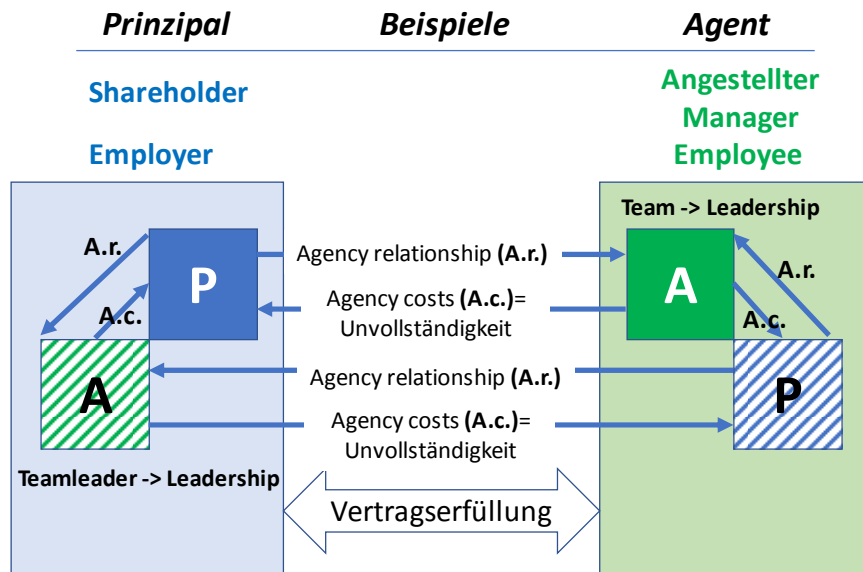 Prinzipal Beispiele Agent
Shareholder
Employer
Angestellter
Manager
Employee
Team -> Leadership
A.r.
P
A.c.
A
Agency relationship (A.r.)
Agency costs (A.c.)=
Unvollständigkeit
Agency relationship (A.r.)
Agency costs (A.c.)=
Unvollständigkeit
A
A.r.
A.c.
P
Teamleader -> Leadership
Vertragserfüllung